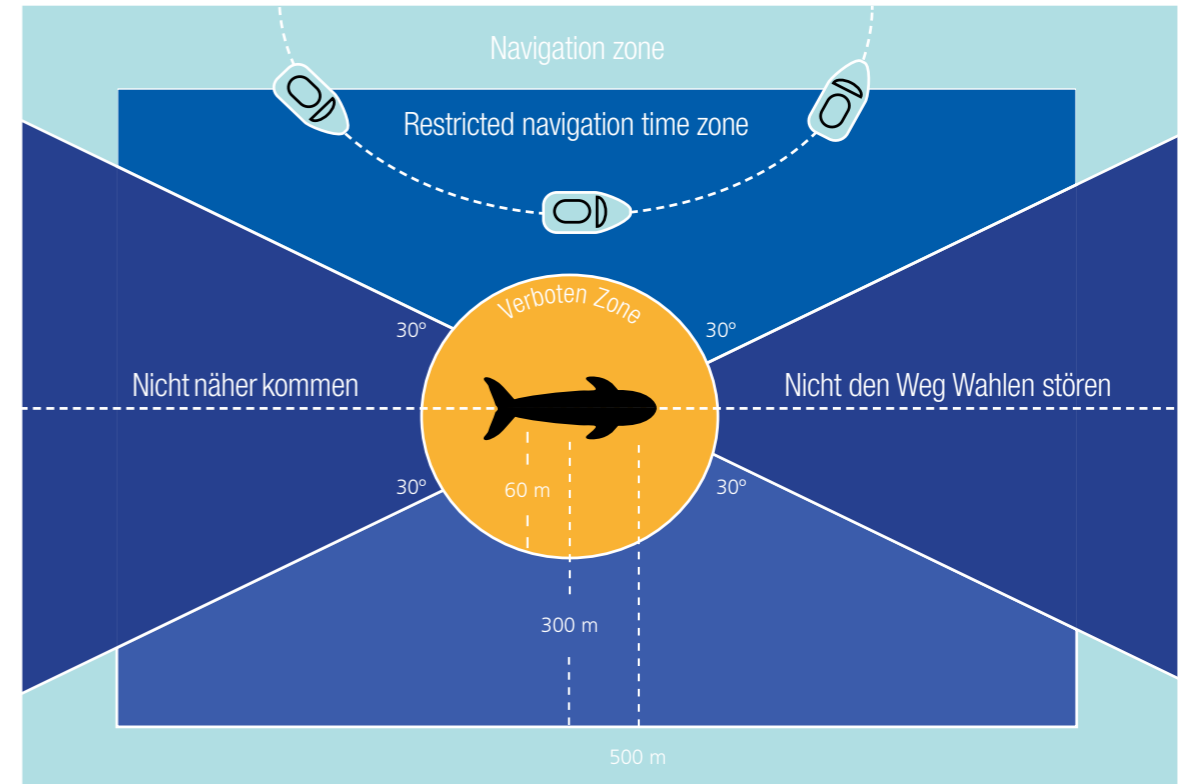 Navigation zone
Restricted navigation time zone
Verboten Zone
30º
30º
Nicht näher kommen
Nicht den Weg Wahlen stören
30º
60 m
30º
300 m
500 m